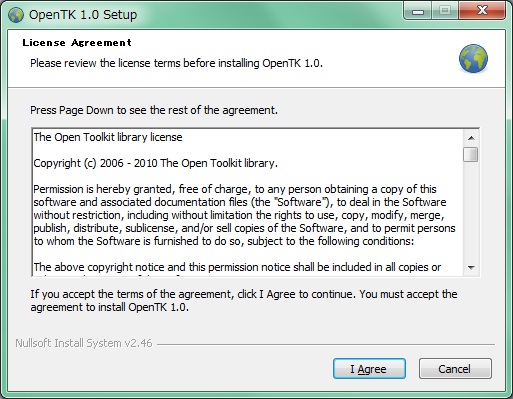 OpenTK 1.0 Setup
License Agreement
Please review the license terms before installing OpenTK 1.0.
Press Page Down to see the rest of the agreement.
The Open Toolkit library license
Copyright (c) 2006 - 2010 The Open Toolkit library.
Permission is hereby granted, free of charge, to any person obtaining a copy of this
software and associated documentation files (the "Software"), to deal in the Software
without restriction, including without limitation the rights to use, copy, modify, merge,
publish, distribute, sublicense, and/or sell copies of the Software, and to permit persons
to whom the Software is furnished to do so, subject to the following conditions:
The above copyright notice and this permission notice shall be included in all copies or
If you accept the terms of the agreement, click I Agree to continue. You must accept the
agreement to install OpenTK 1.0.
Nullsoft Install System v2.46
I Agree
Cancel